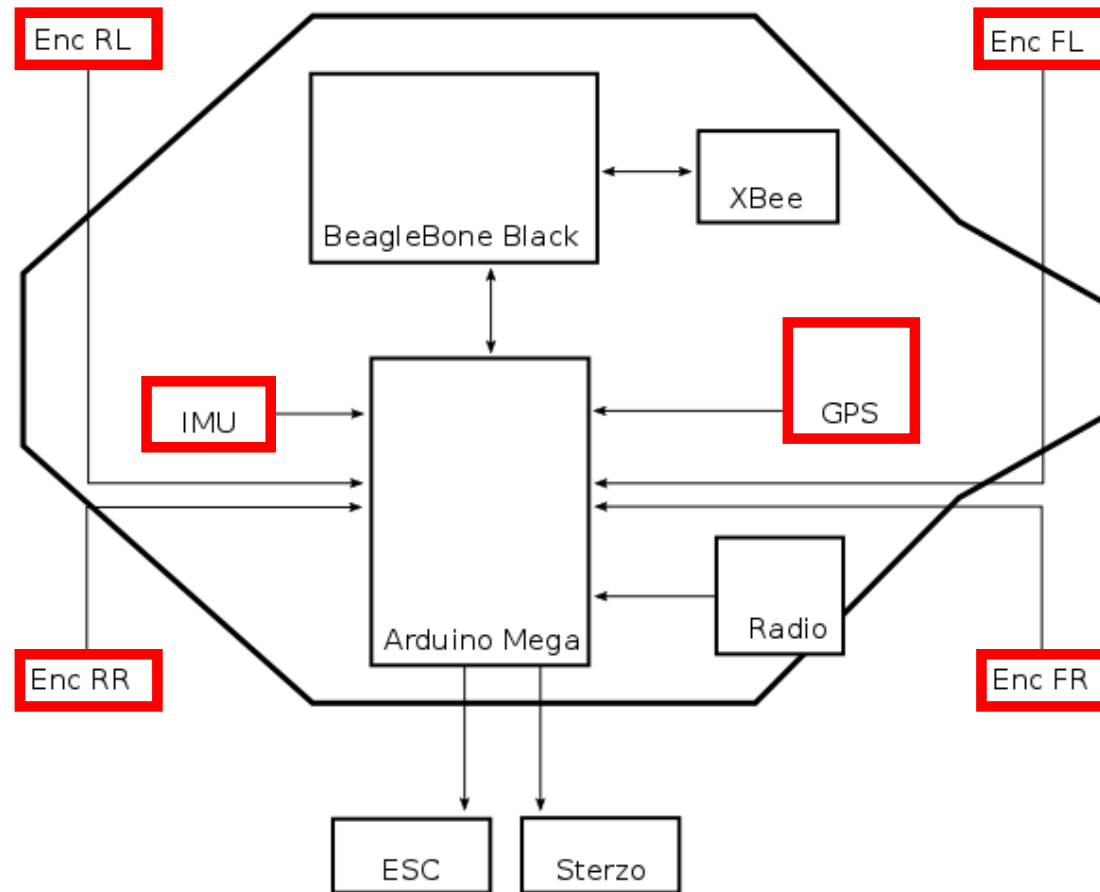 Enc RL
Enc FL
XBee
BeagleBone Black
IMU
GPS
Radio
Arduino Mega
Enc RR
Enc FR
ESC
Sterzo